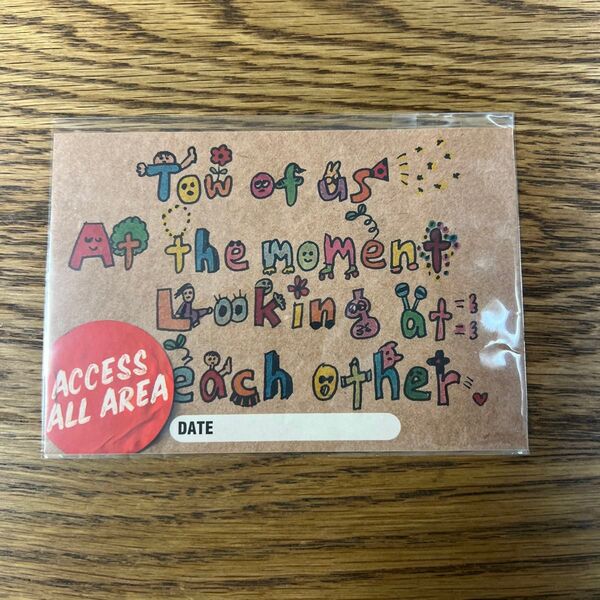 Tow of us
At the moment
Looking at
each other.
ACCESS
ALL AREA
DATE